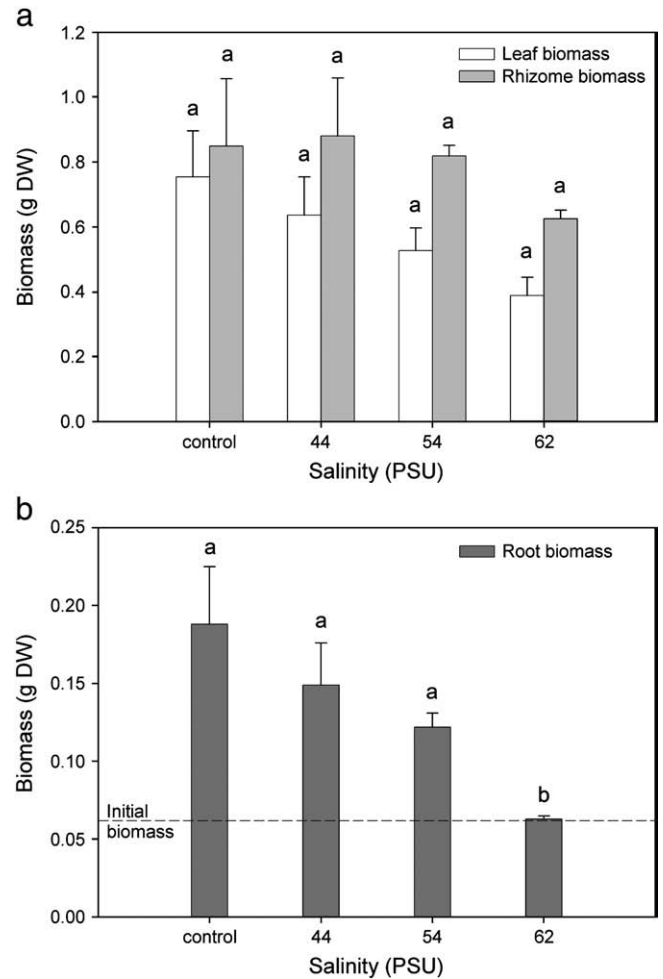 a
Leaf biomass
Rhizome biomass
1.2
1.0
0.8
0.6
0.4
0.2
0.0
Biomass (g DW)
a a a a a a a a
control 44 54 62
Salinity (PSU)
b
Root biomass
0.25
0.20
0.15
0.10
0.05
0.00
Biomass (g DW)
a a a b
Initial
biomass
control 44 54 62
Salinity (PSU)